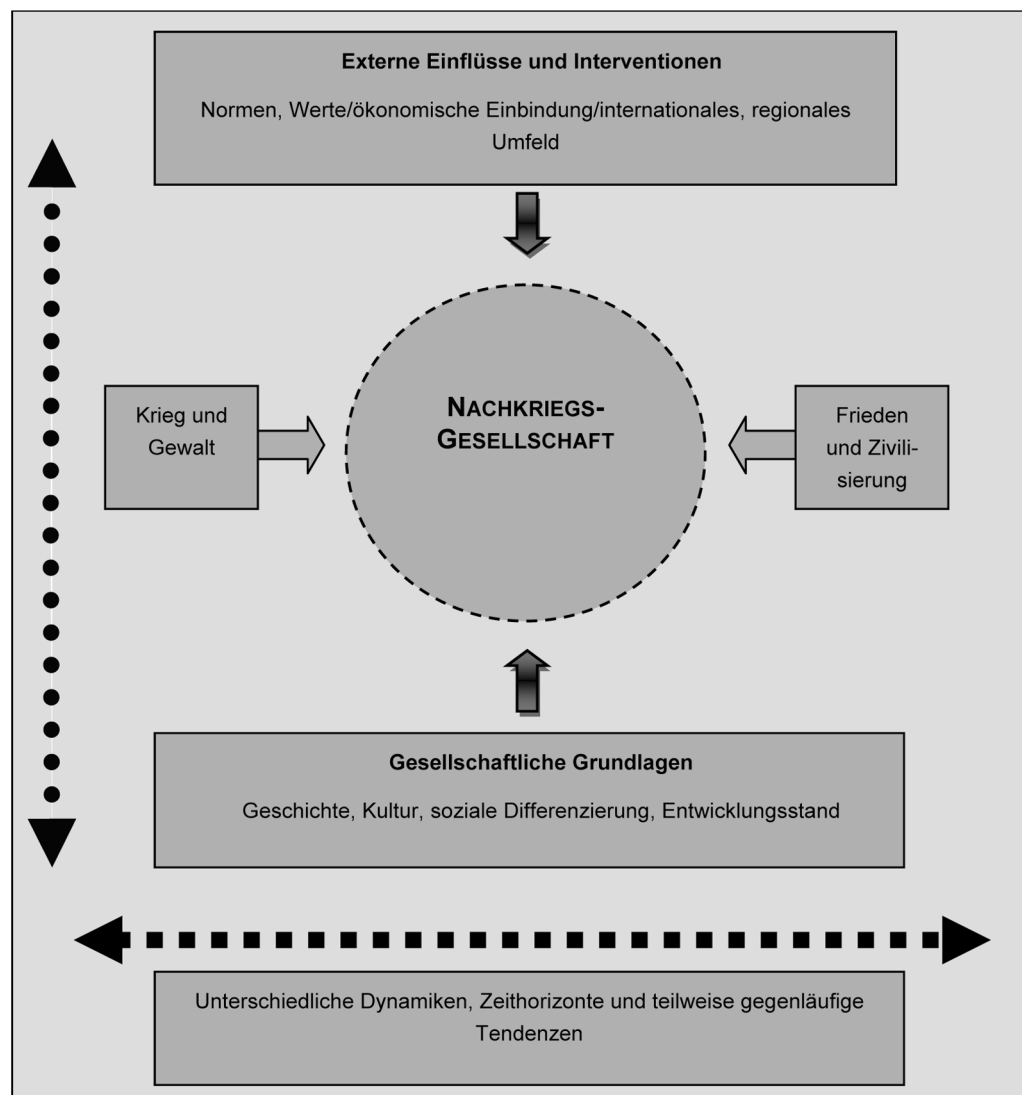 Externe Einflüsse und Interventionen
Normen, Werte/ökonomische Einbindung/internationales, regionales
Umfeld
Krieg und
Gewalt
NACHKRIEGS-
GESELLSCHAFT
Frieden
und Zivili-
sierung
Gesellschaftliche Grundlagen
Geschichte, Kultur, soziale Differenzierung, Entwicklungsstand
Unterschiedliche Dynamiken, Zeithorizonte und teilweise gegenläufige
Tendenzen